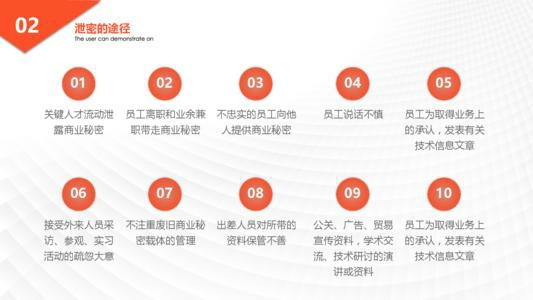 02
泄密的途径
The user can demonstrate on
01
关键人才流动泄
露商业秘密
02
员工离职和业余兼
职带走商业秘密
03
不忠实的员工向他
人提供商业秘密
04
员工说话不慎
05
员工为取得业务上
的承认，发表有关
技术信息文章
06
接受外来人员采
访、参观、实习
活动的疏忽大意
07
不注重废旧商业秘
密载体的管理
08
出差人员对所带的
资料保管不善
09
公关、广告、贸易
宣传资料，学术交
流、技术研讨的演
讲或资料
10
员工为取得业务上
的承认，发表有关
技术信息文章